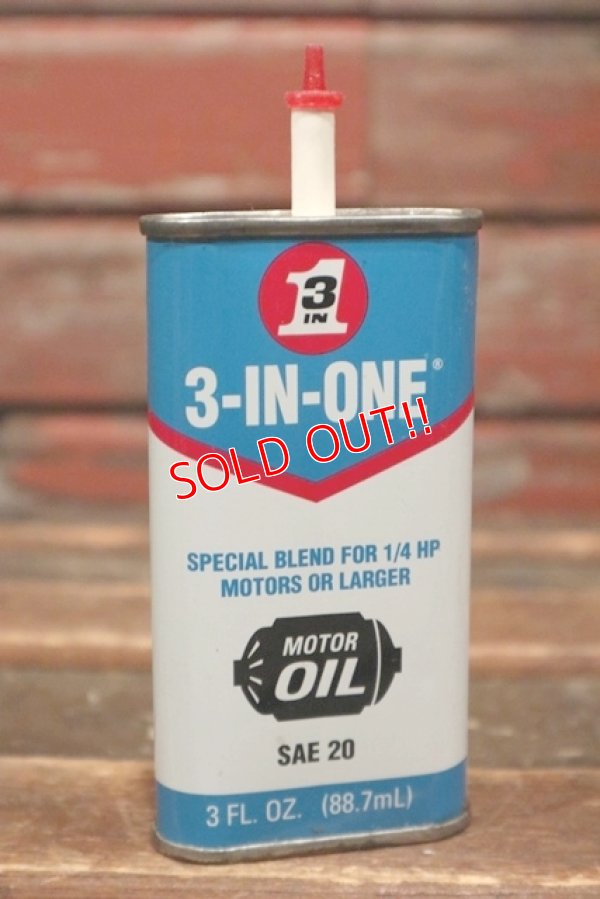 3
IN
1
3-IN-ONE®
SOLD OUT!!
SPECIAL BLEND FOR 1/4 HP
MOTORS OR LARGER
MOTOR
OIL
SAE 20
3 FL. OZ. (88.7mL)